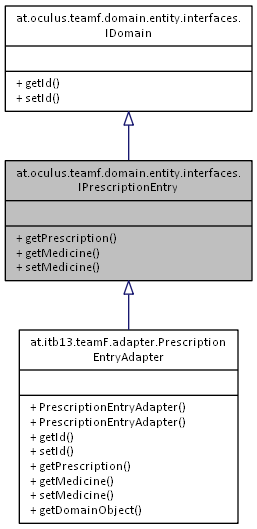 at.oculus.teamf.domain.entity.interfaces.
IDomain
+ getId()
+ setId()
at.oculus.teamf.domain.entity.interfaces.
IPrescriptionEntry
+ getPrescription()
+ getMedicine()
+ setMedicine()
at.itb13.teamF.adapter.Prescription
EntryAdapter
+ PrescriptionEntryAdapter()
+ PrescriptionEntryAdapter()
+ getId()
+ setId()
+ getPrescription()
+ getMedicine()
+ setMedicine()
+ getDomainObject()